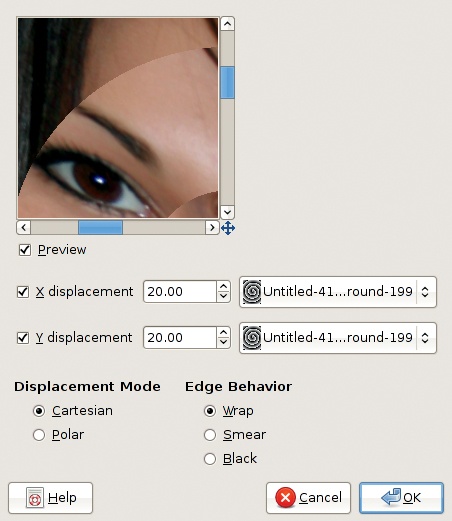 Preview
X displacement 20.00 Untitled-41...round-199
Y displacement 20.00 Untitled-41...round-199
Displacement Mode Edge Behavior
Cartesian Wrap
Polar Smear
Black
Help Cancel OK